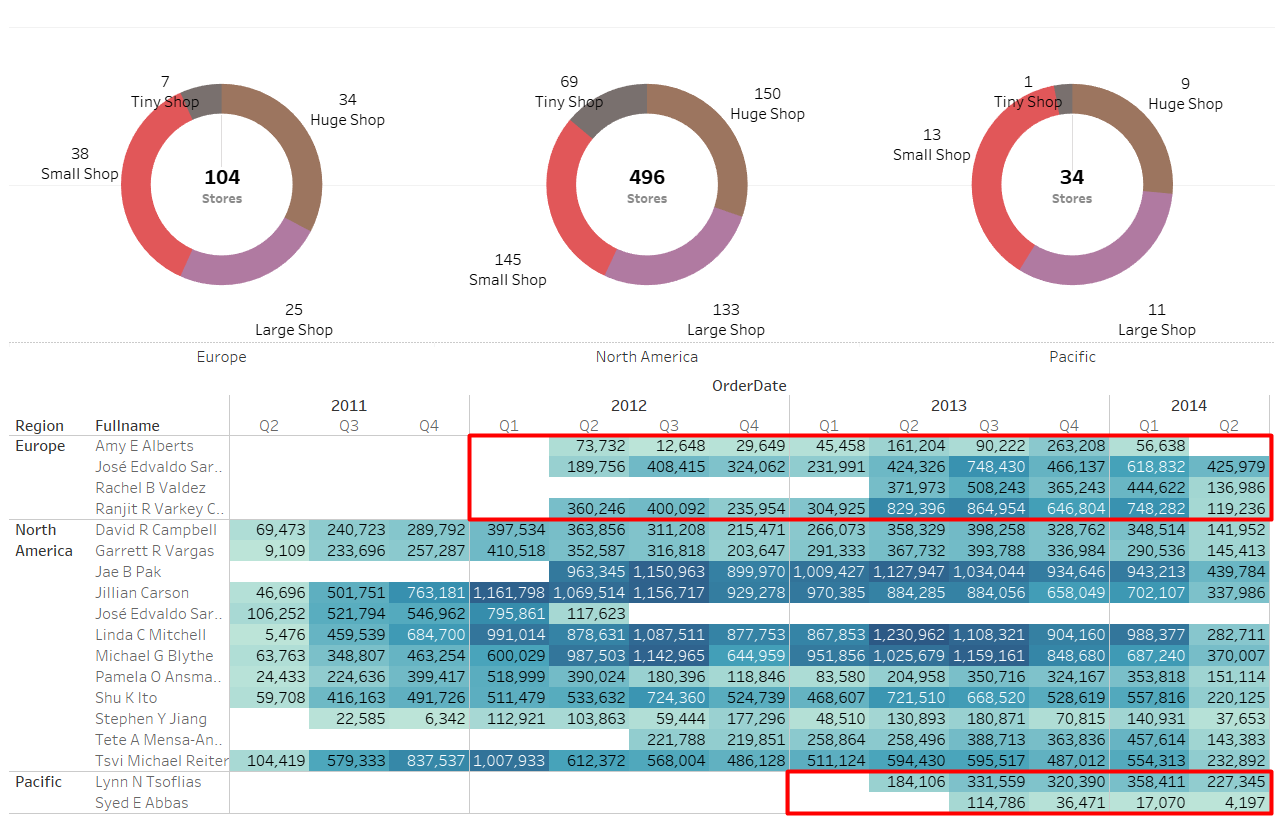 7
Tiny Shop
34
Huge Shop
38
Small Shop
104
Stores
25
Large Shop
69
Tiny Shop
150
Huge Shop
496
Stores
145
Small Shop
133
Large Shop
1
Tiny Shop
9
Huge Shop
13
Small Shop
34
Stores
11
Large Shop
Europe North America Pacific
OrderDate
2011 2012 2013 2014
Region Fullname Q2 Q3 Q4 Q1 Q2 Q3 Q4 Q1 Q2 Q3 Q4 Q1 Q2
Europe Amy E Alberts 73,732 12,648 29,649 45,458 161,204 90,222 263,208 56,638
José Edvaldo Sar.. 189,756 408,415 324,062 231,991 424,326 748,430 466,137 618,832 425,979
Rachel B Valdez 371,973 508,243 365,243 444,622 136,986
Ranjit R Varkey C.. 360,246 400,092 235,954 304,925 829,396 864,954 646,804 748,282 119,236
North David R Campbell 69,473 240,723 289,792 397,534 363,856 311,208 215,471 266,073 358,329 398,258 328,762 348,514 141,952
America Garrett R Vargas 9,109 233,696 257,287 410,518 352,587 316,818 203,647 291,333 367,732 393,788 336,984 290,536 145,413
Jae B Pak 963,345 1,150,963 899,970 1,009,427 1,127,947 1,034,044 934,646 943,213 439,784
Jillian Carson 46,696 501,751 763,181 1,161,798 1,069,514 1,156,717 929,278 970,385 884,285 884,056 658,049 702,107 337,986
José Edvaldo Sar.. 106,252 521,794 546,962 795,861 117,623
Linda C Mitchell 5,476 459,539 684,700 991,014 878,631 1,087,511 877,753 867,853 1,230,962 1,108,321 904,160 988,377 282,711
Michael G Blythe 63,763 348,807 463,254 600,029 987,503 1,142,965 644,959 951,856 1,025,679 1,159,161 848,680 687,240 370,007
Pamela O Ansma.. 24,433 224,636 399,417 518,999 390,024 180,396 118,846 83,580 204,958 350,716 324,167 353,818 151,114
Shu K Ito 59,708 416,163 491,726 511,479 533,632 724,360 524,739 468,607 721,510 668,520 528,619 557,816 220,125
Stephen Y Jiang 22,585 6,342 112,921 103,863 59,444 177,296 48,510 130,893 180,871 70,815 140,931 37,653
Tete A Mensa-An.. 221,788 219,851 258,864 258,496 388,713 363,836 457,614 143,383
Tsvi Michael Reiter 104,419 579,333 837,537 1,007,933 612,372 568,004 486,128 511,124 594,430 595,517 487,012 554,313 232,892
Pacific Lynn N Tsoflias 184,106 331,559 320,390 358,411 227,345
Syed E Abbas 114,786 36,471 17,070 4,197